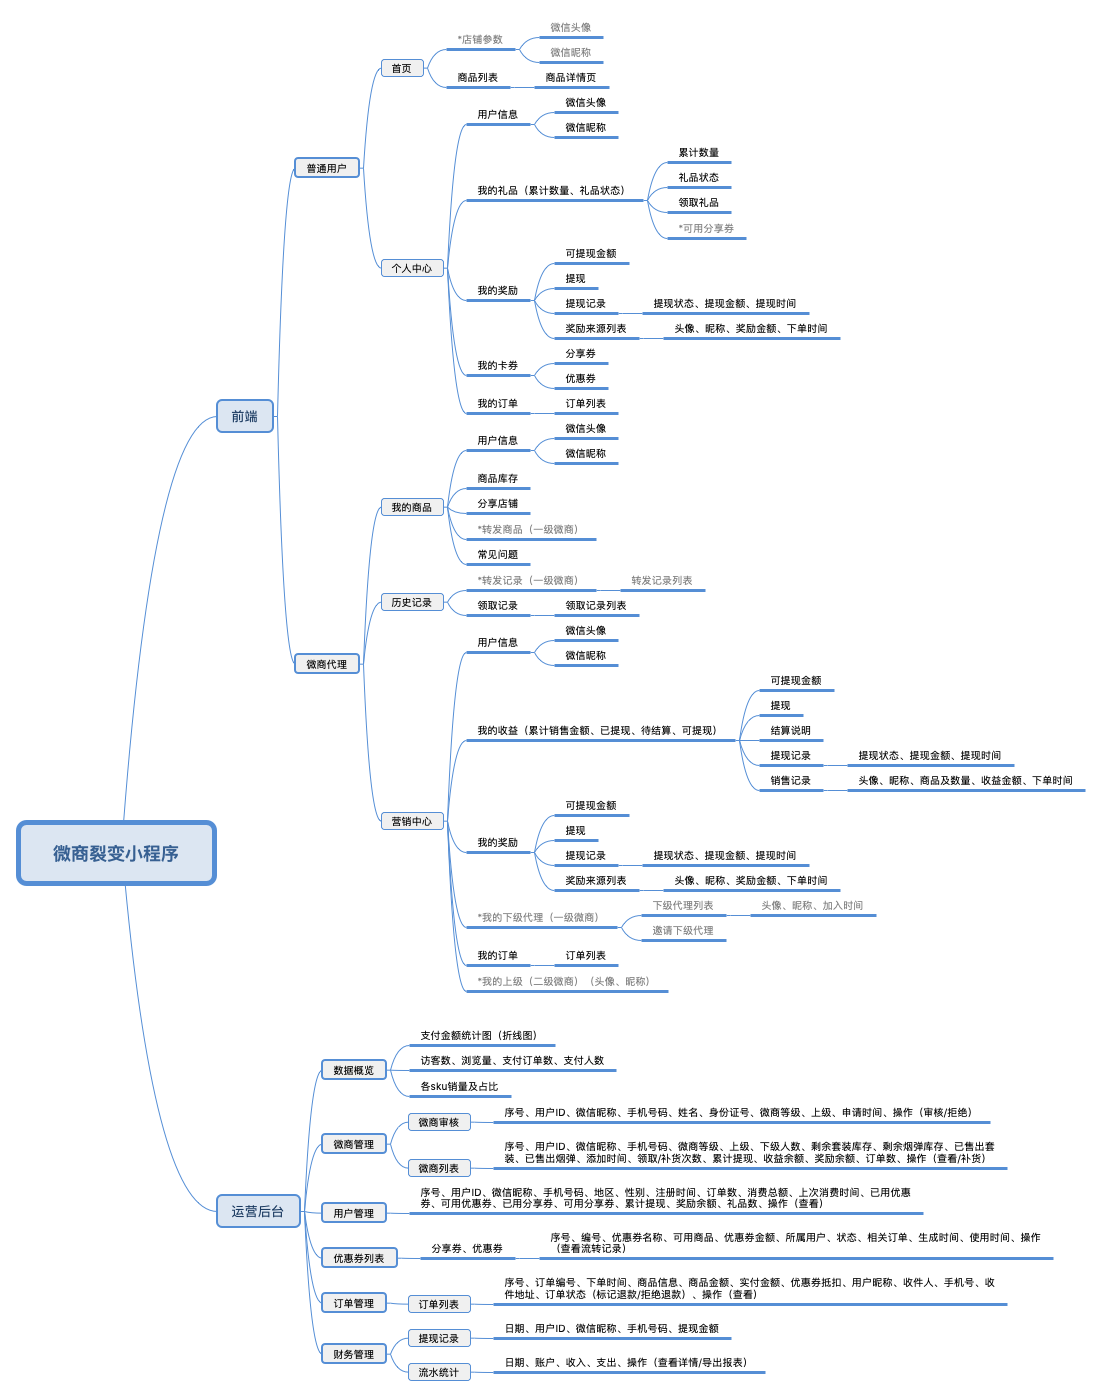 微商裂变小程序
前端
普通用户
首页
*店铺参数
微信头像
微信昵称
商品列表
商品详情页
个人中心
用户信息
微信头像
微信昵称
我的礼品（累计数量、礼品状态）
累计数量
礼品状态
领取礼品
*可用分享券
我的奖励
可提现金额
提现
提现记录
提现状态、提现金额、提现时间
奖励来源列表
头像、昵称、奖励金额、下单时间
我的卡券
分享券
优惠券
我的订单
订单列表
微商代理
我的商品
用户信息
微信头像
微信昵称
商品库存
分享店铺
*转发商品（一级微商）
常见问题
历史记录
*转发记录（一级微商）
转发记录列表
领取记录
领取记录列表
营销中心
用户信息
微信头像
微信昵称
我的收益（累计销售金额、已提现、待结算、可提现）
可提现金额
提现
结算说明
提现记录
提现状态、提现金额、提现时间
销售记录
头像、昵称、商品及数量、收益金额、下单时间
我的奖励
可提现金额
提现
提现记录
提现状态、提现金额、提现时间
奖励来源列表
头像、昵称、奖励金额、下单时间
*我的下级代理（一级微商）
下级代理列表
头像、昵称、加入时间
邀请下级代理
我的订单
订单列表
*我的上级（二级微商）（头像、昵称）
运营后台
数据概览
支付金额统计图（折线图）
访客数、浏览量、支付订单数、支付人数
各sku销量及占比
微商管理
微商审核
序号、用户ID、微信昵称、手机号码、姓名、身份证号、微商等级、上级、申请时间、操作（审核/拒绝）
微商列表
序号、用户ID、微信昵称、手机号码、微商等级、上级、下级人数、剩余套装库存、剩余烟弹库存、已售出套
装、已售出烟弹、添加时间、领取/补货次数、累计提现、收益余额、奖励余额、订单数、操作（查看/补货）
用户管理
序号、用户ID、微信昵称、手机号码、地区、性别、注册时间、订单数、消费总额、上次消费时间、已用优惠
券、可用优惠券、已用分享券、可用分享券、累计提现、奖励余额、礼品数、操作（查看）
优惠券列表
分享券、优惠券
序号、编号、优惠券名称、可用商品、优惠券金额、所属用户、状态、相关订单、生成时间、使用时间、操作
（查看流转记录）
订单管理
订单列表
序号、订单编号、下单时间、商品信息、商品金额、实付金额、优惠券抵扣、用户昵称、收件人、手机号、收
件地址、订单状态（标记退款/拒绝退款）、操作（查看）
财务管理
提现记录
日期、用户ID、微信昵称、手机号码、提现金额
流水统计
日期、账户、收入、支出、操作（查看详情/导出报表）